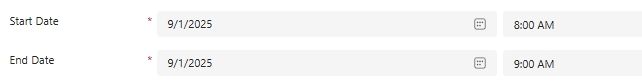 Start Date * 9/1/2025 8:00 AM
End Date * 9/1/2025 9:00 AM